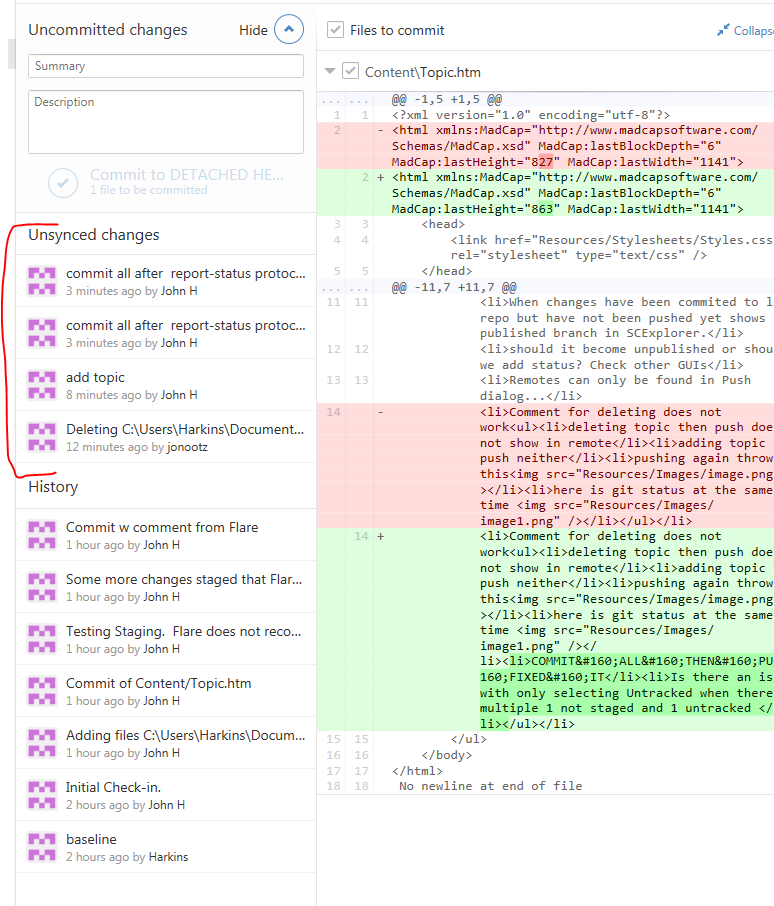 Uncommitted changes
Hide
Summary
Description
Commit to DETACHED HE...
1 file to be committed
Unsynced changes
commit all after  report-status protoc...
3 minutes ago by John H
commit all after  report-status protoc...
3 minutes ago by John H
add topic
8 minutes ago by John H
Deleting C:\Users\Harkins\Document...
12 minutes ago by jonootz
History
Commit w comment from Flare
1 hour ago by John H
Some more changes staged that Flar...
1 hour ago by John H
Testing Staging.  Flare does not reco...
1 hour ago by John H
Commit of Content/Topic.htm
1 hour ago by John H
Adding files C:\Users\Harkins\Docum...
1 hour ago by John H
Initial Check-in.
2 hours ago by John H
baseline
2 hours ago by Harkins
Files to commit
Collapse
Content\Topic.htm
... ... @@ -1,5 +1,5 @@
1 1 <?xml version="1.0" encoding="utf-8"?>
2 - <html xmlns:MadCap="http://www.madcapsoftware.com/
Schemas/MadCap.xsd" MadCap:lastBlockDepth="6"
MadCap:lastHeight="827" MadCap:lastWidth="1141">
2 + <html xmlns:MadCap="http://www.madcapsoftware.com/
Schemas/MadCap.xsd" MadCap:lastBlockDepth="6"
MadCap:lastHeight="863" MadCap:lastWidth="1141">
3 3 <head>
4 4 <link href="Resources/Stylesheets/Styles.css
rel="stylesheet" type="text/css" />
5 5 </head>
... ... @@ -11,7 +11,7 @@
11 11 <li>When changes have been commited to l
repo but have not been pushed yet shows
published branch in SCExplorer.</li>
12 12 <li>should it become unpublished or shou
we add status? Check other GUIs</li>
13 13 <li>Remotes can only be found in Push
dialog...</li>
14 - <li>Comment for deleting does not
work<ul><li>deleting topic then push doe
not show in remote</li><li>adding topic
push neither</li><li>pushing again throw
this<img src="Resources/Images/image.png
></li><li>here is git status at the same
time <img src="Resources/Images/
image1.png" /></li></ul></li>
14 + <li>Comment for deleting does not
work<ul><li>deleting topic then push doe
not show in remote</li><li>adding topic
push neither</li><li>pushing again throw
this<img src="Resources/Images/image.png
></li><li>here is git status at the same
time <img src="Resources/Images/
image1.png" /></
li><li>COMMIT&#160;ALL&#160;THEN&#160;PU
160;FIXED&#160;IT</li><li>Is there an is
with only selecting Untracked when there
multiple 1 not staged and 1 untracked </
li></ul></li>
15 15 </ul>
16 16 </body>
17 17 </html>
18 18 No newline at end of file